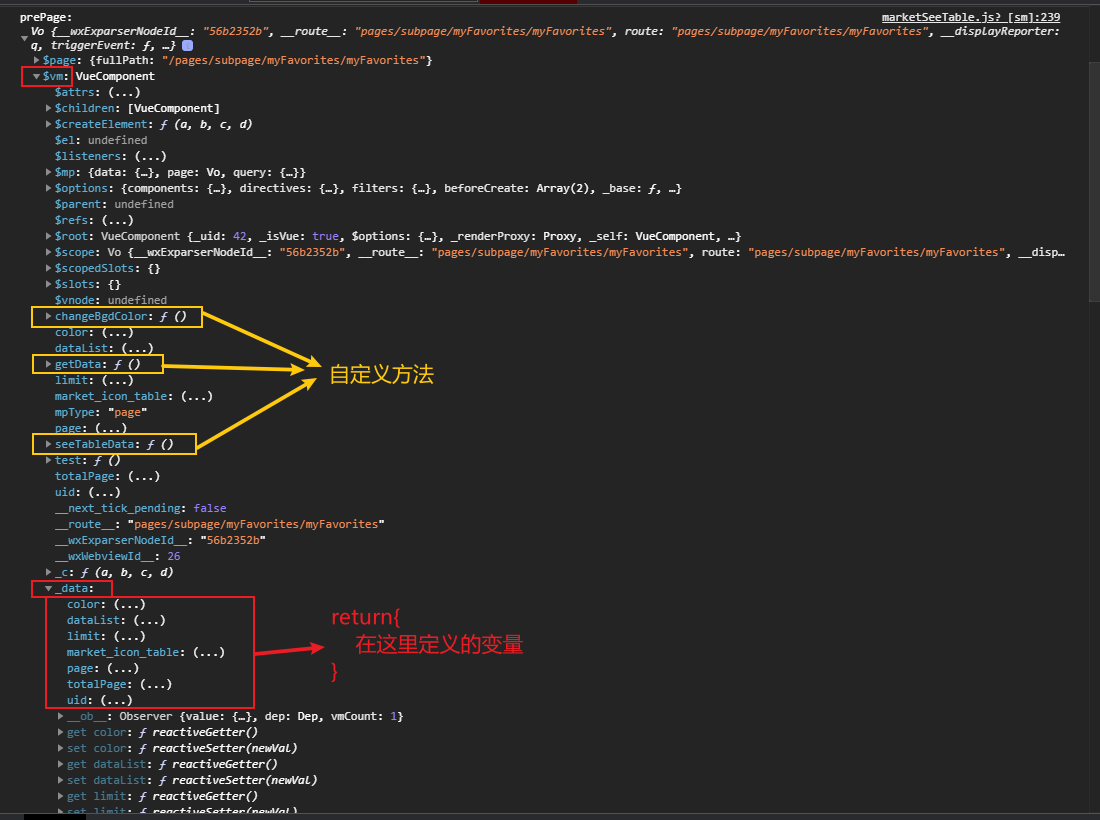 prePage:
marketSeeTable.js? [sm]:239
Vo {__wxExparserNodeId__: "56b2352b", __route__: "pages/subpage/myFavorites/myFavorites", route: "pages/subpage/myFavorites/myFavorites", __displayReporter:
q, triggerEvent: ƒ, …}
$page: {fullPath: "/pages/subpage/myFavorites/myFavorites"}
$vm: VueComponent
$attrs: (...)
$children: [VueComponent]
$createElement: ƒ (a, b, c, d)
$el: undefined
$listeners: (...)
$mp: {data: {…}, page: Vo, query: {…}}
$options: {components: {…}, directives: {…}, filters: {…}, beforeCreate: Array(2), _base: ƒ, …}
$parent: undefined
$refs: (...)
$root: VueComponent {_uid: 42, _isVue: true, $options: {…}, _renderProxy: Proxy, _self: VueComponent, …}
$scope: Vo {__wxExparserNodeId__: "56b2352b", __route__: "pages/subpage/myFavorites/myFavorites", route: "pages/subpage/myFavorites/myFavorites", __disp…
$scopedSlots: {}
$slots: {}
$vnode: undefined
changeBgdColor: ƒ ()
color: (...)
dataList: (...)
getData: ƒ ()
自定义方法
limit: (...)
market_icon_table: (...)
mpType: "page"
page: (...)
seeTableData: ƒ ()
test: ƒ ()
totalPage: (...)
uid: (...)
__next_tick_pending: false
__route__: "pages/subpage/myFavorites/myFavorites"
__wxExparserNodeId__: "56b2352b"
__wxWebviewId__: 26
_c: ƒ (a, b, c, d)
_data:
color: (...)
dataList: (...)
limit: (...)
market_icon_table: (...)
page: (...)
totalPage: (...)
uid: (...)
return{
在这里定义的变量
}
__ob__: Observer {value: {…}, dep: Dep, vmCount: 1}
get color: ƒ reactiveGetter()
set color: ƒ reactiveSetter(newVal)
get dataList: ƒ reactiveGetter()
set dataList: ƒ reactiveSetter(newVal)
get limit: ƒ reactiveGetter()
set limit: ƒ reactiveSetter(newVal)